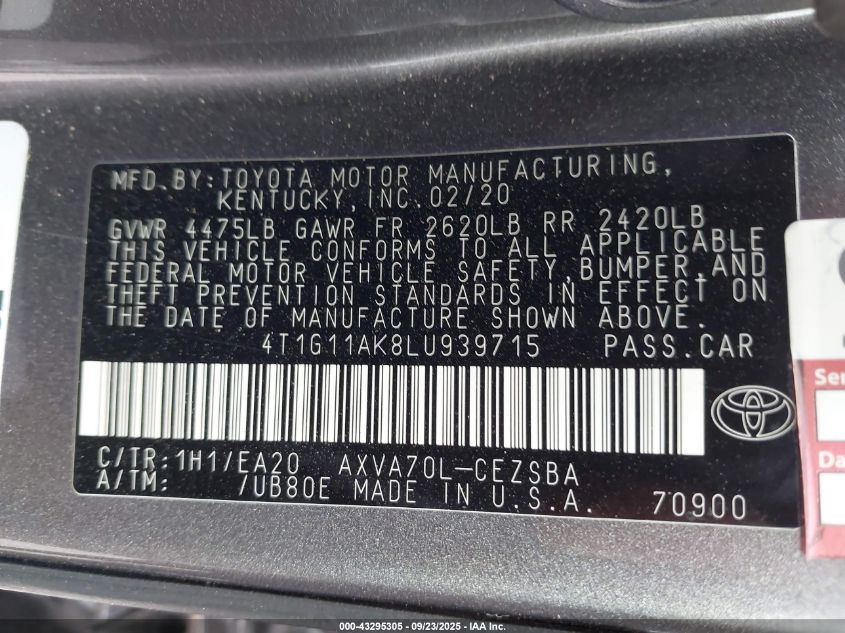 MFD.BY:TOYOTA MOTOR MANUFACTURING,
KENTUCKY,INC.02/20
GVWR 4475LB GAWR FR 2620LB RR 2420LB
THIS VEHICLE CONFORMS TO ALL APPLICABLE
FEDERAL MOTOR VEHICLE SAFETY,BUMPER,AND
THEFT PREVENTION STANDARDS IN EFFECT ON
THE DATE OF MANUFACTURE SHOWN ABOVE.
4T1G11AK8LU939715 PASS.CAR
C/TR:1H1/EA20 AXVA70L-CEZSBA
A/TM: /UB80E MADE IN U.S.A. 70900
Ser
Da
000-43295305 - 09/23/2025 - IAA Inc.